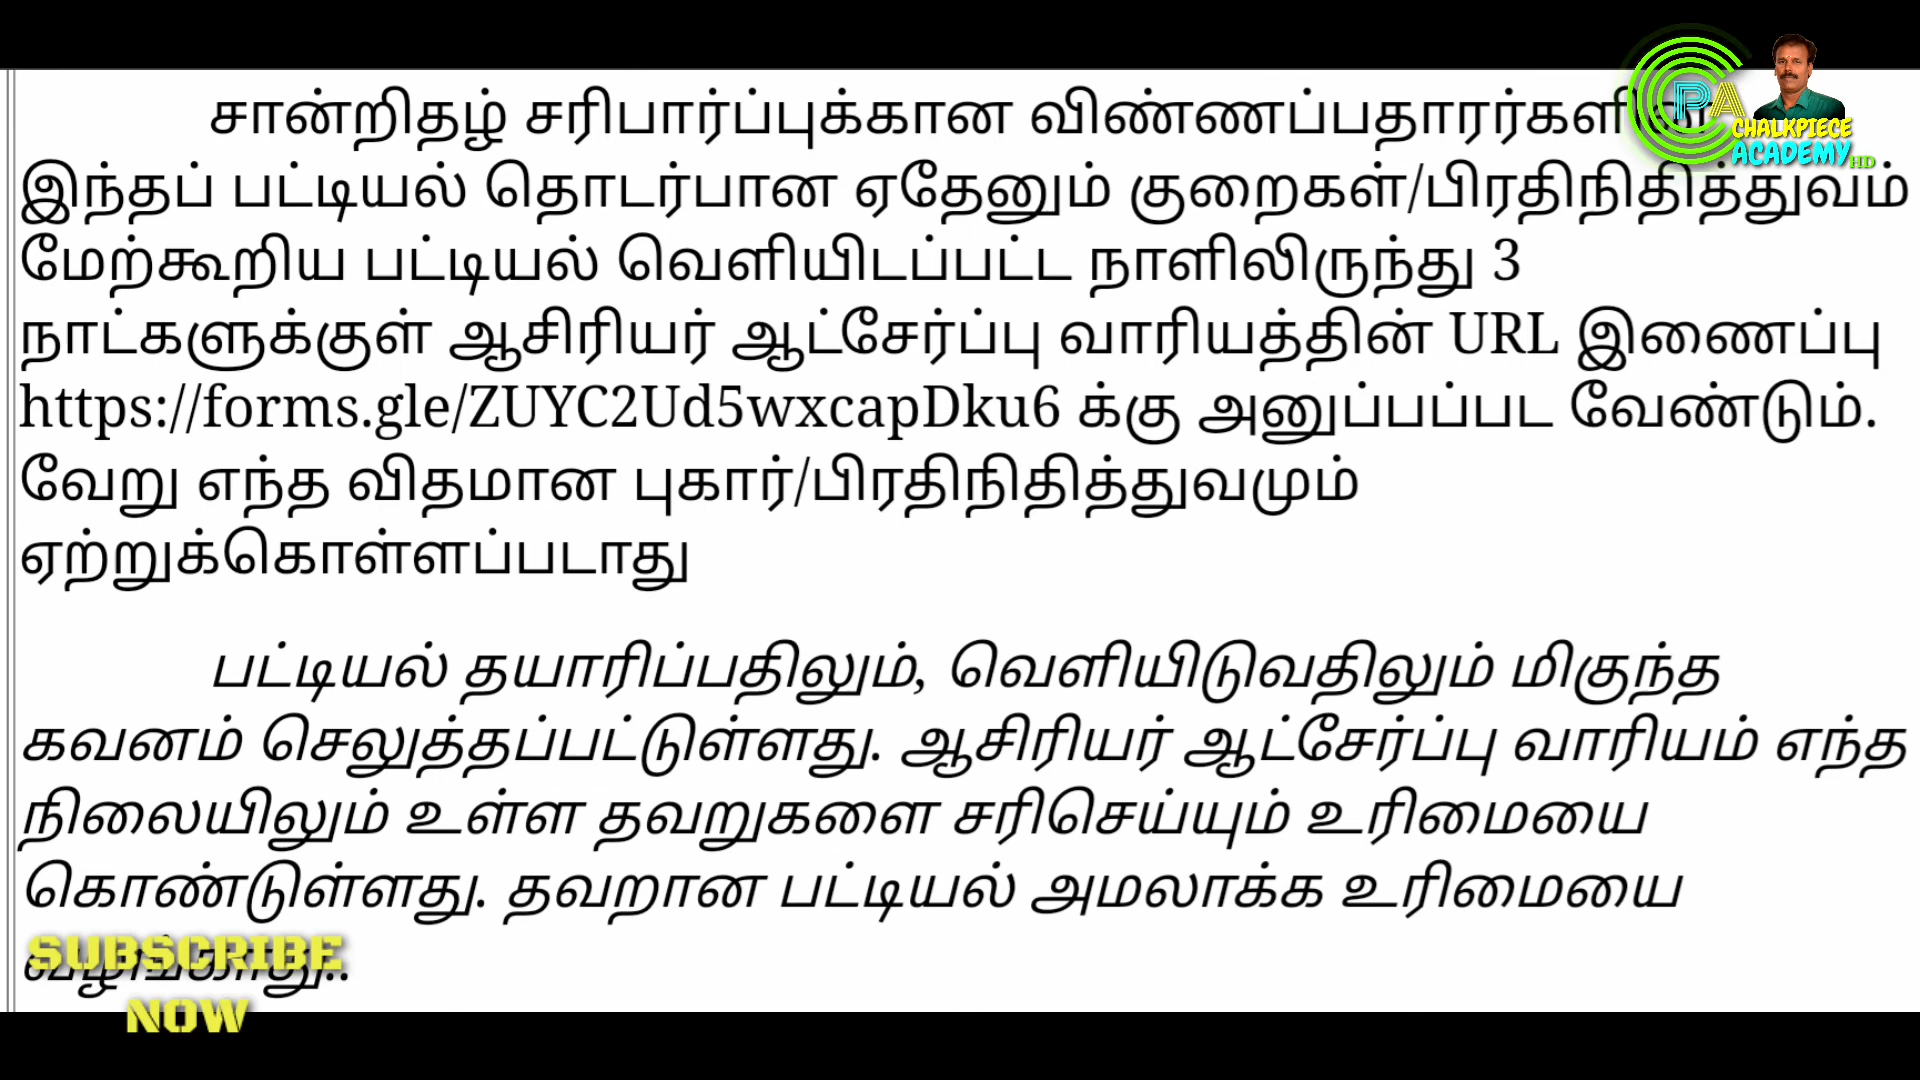 சான்றிதழ் சரிபார்ப்புக்கான விண்ணப்பதாரர்களின்
CPA
CHALKPIECE
ACADEMY HD
இந்தப் பட்டியல் தொடர்பான ஏதேனும் குறைகள்/பிரதிநிதித்துவம்
மேற்கூறிய பட்டியல் வெளியிடப்பட்ட நாளிலிருந்து 3
நாட்களுக்குள் ஆசிரியர் ஆட்சேர்ப்பு வாரியத்தின் URL இணைப்பு
https://forms.gle/ZUYC2Ud5wxcapDku6 க்கு அனுப்பப்பட வேண்டும்.
வேறு எந்த விதமான புகார்/பிரதிநிதித்துவமும்
ஏற்றுக்கொள்ளப்படாது
பட்டியல் தயாரிப்பதிலும், வெளியிடுவதிலும் மிகுந்த
கவனம் செலுத்தப்பட்டுள்ளது. ஆசிரியர் ஆட்சேர்ப்பு வாரியம் எந்த
நிலையிலும் உள்ள தவறுகளை சரிசெய்யும் உரிமையை
கொண்டுள்ளது. தவறான பட்டியல் அமலாக்க உரிமையை
வழங்காது..
SUBSCRIBE
NOW